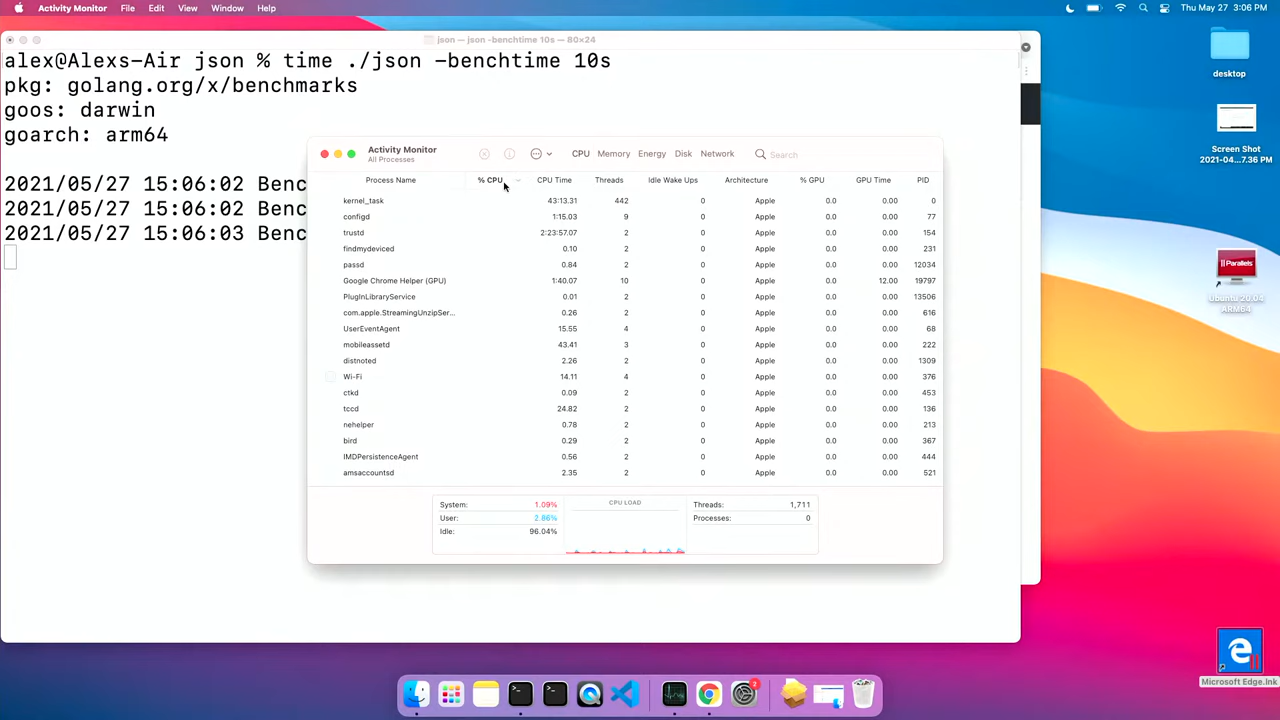 Activity Monitor File Edit View Window Help Thu May 27 3:06 PM
json — json -benchtime 10s — 80×24
alex@Alexs-Air json % time ./json -benchtime 10s
pkg: golang.org/x/benchmarks
goos: darwin
goarch: arm64
2021/05/27 15:06:02 Benc
2021/05/27 15:06:02 Benc
2021/05/27 15:06:03 Benc
Activity Monitor
All Processes
CPU Memory Energy Disk Network Search
Process Name % CPU CPU Time Threads Idle Wake Ups Architecture % GPU GPU Time PID
kernel_task 43:13.31 442 0 Apple 0.0 0.00 0
configd 1:15.03 9 0 Apple 0.0 0.00 77
trustd 2:23:57.07 2 0 Apple 0.0 0.00 154
findmydeviced 0.10 2 0 Apple 0.0 0.00 231
passd 0.84 2 0 Apple 0.0 0.00 12034
Google Chrome Helper (GPU) 1:40.07 10 0 Apple 0.0 12.00 19797
PlugInLibraryService 0.01 2 0 Apple 0.0 0.00 13506
com.apple.StreamingUnzipSer... 0.26 2 0 Apple 0.0 0.00 616
UserEventAgent 15.55 4 0 Apple 0.0 0.00 68
mobileassetd 43.41 3 0 Apple 0.0 0.00 222
distnoted 2.26 2 0 Apple 0.0 0.00 1309
Wi-Fi 14.11 4 0 Apple 0.0 0.00 376
ctkd 0.09 2 0 Apple 0.0 0.00 453
tccd 24.82 2 0 Apple 0.0 0.00 136
nehelper 0.78 2 0 Apple 0.0 0.00 213
bird 0.29 2 0 Apple 0.0 0.00 367
IMDPersistenceAgent 0.56 2 0 Apple 0.0 0.00 444
amsaccountsd 2.35 2 0 Apple 0.0 0.00 521
System: 1.09%
User: 2.86%
Idle: 96.04%
CPU LOAD
Threads: 1,711
Processes: 0
desktop
Screen Shot
2021-04....7.36 PM
Parallels
Ubuntu 20.04
ARM64
Microsoft Edge.lnk